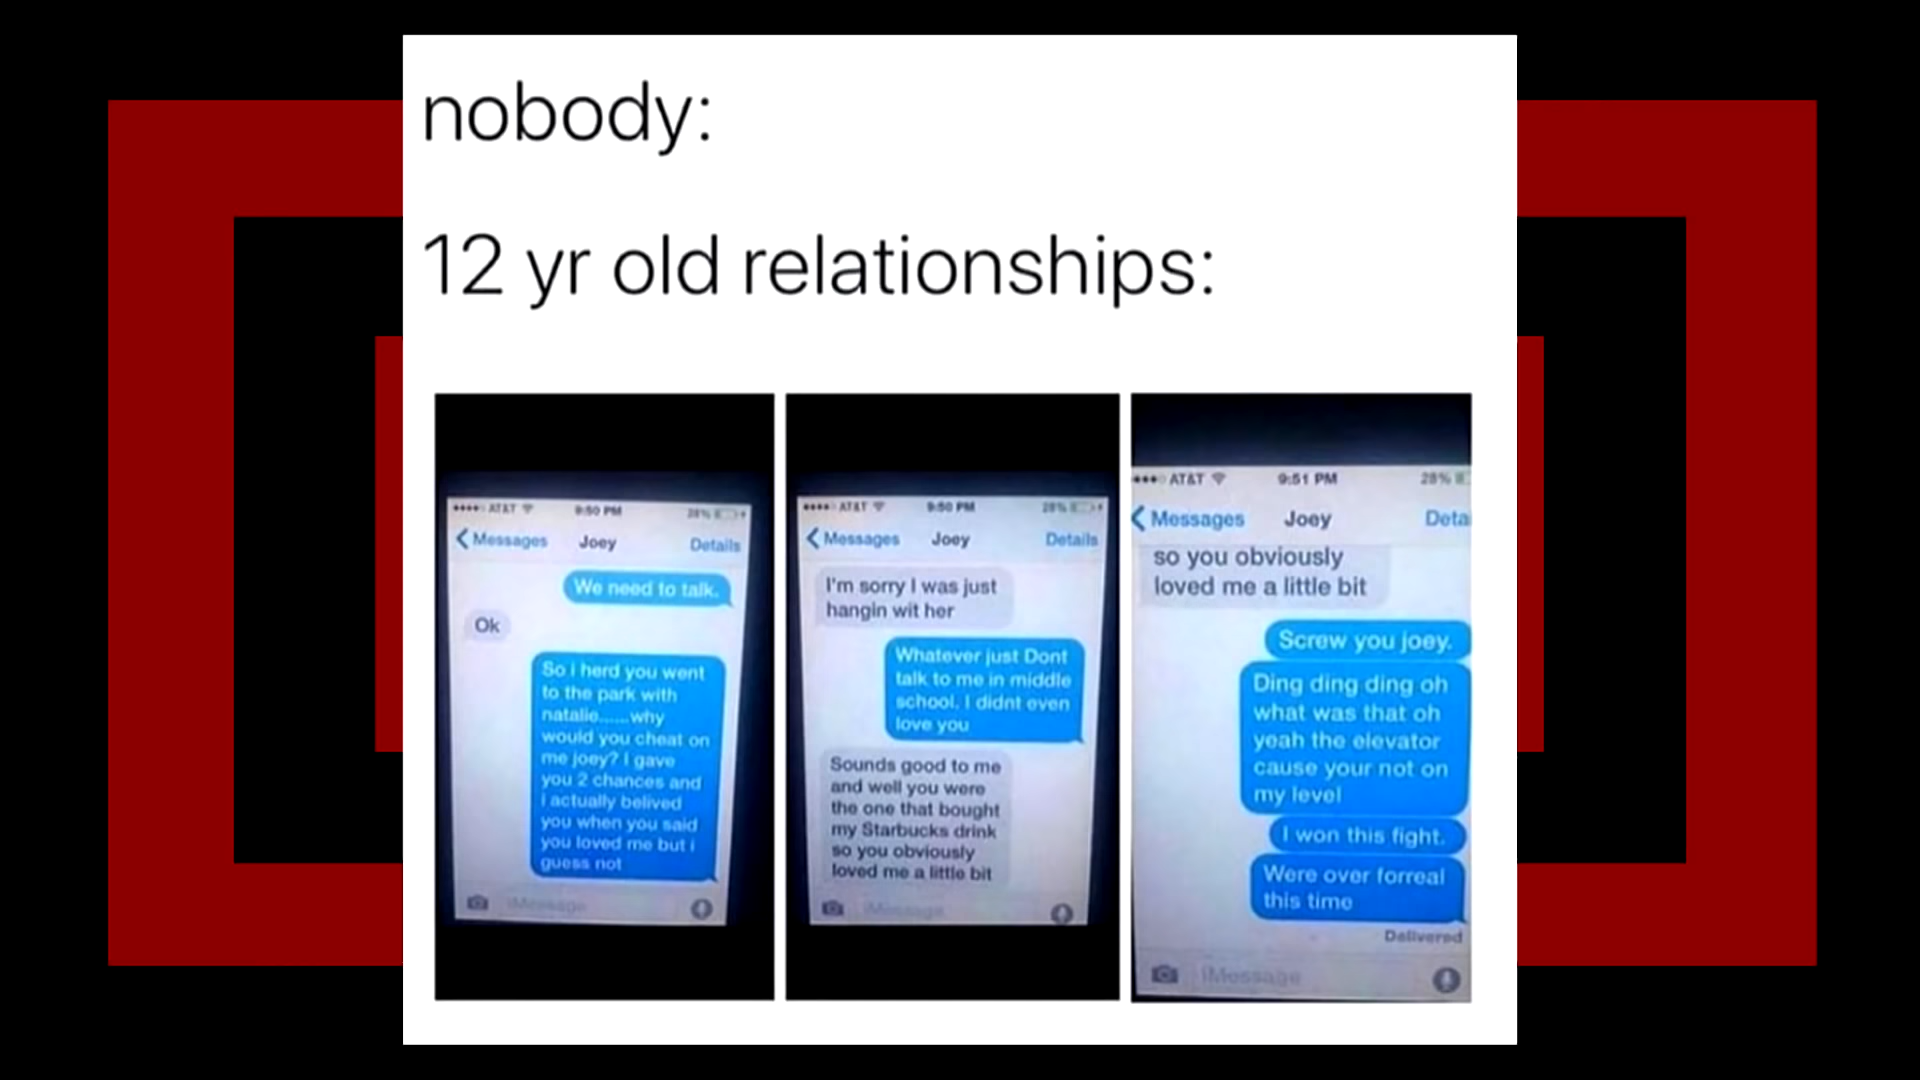 nobody:
12 yr old relationships:
AT&T
9:50 PM
28%
Messages
Joey
Details
We need to talk.
Ok
So i herd you went
to the park with
natalie......why
would you cheat on
me joey? I gave
you 2 chances and
i actually belived
you when you said
you loved me but i
guess not
iMessage
AT&T
9:50 PM
28%
Messages
Joey
Details
I'm sorry I was just
hangin wit her
Whatever just Dont
talk to me in middle
school. I didnt even
love you
Sounds good to me
and well you were
the one that bought
my Starbucks drink
so you obviously
loved me a little bit
iMessage
AT&T
9:51 PM
28%
Messages
Joey
Deta
so you obviously
loved me a little bit
Screw you joey.
Ding ding ding oh
what was that oh
yeah the elevator
cause your not on
my level
I won this fight.
Were over forreal
this time
Delivered
iMessage